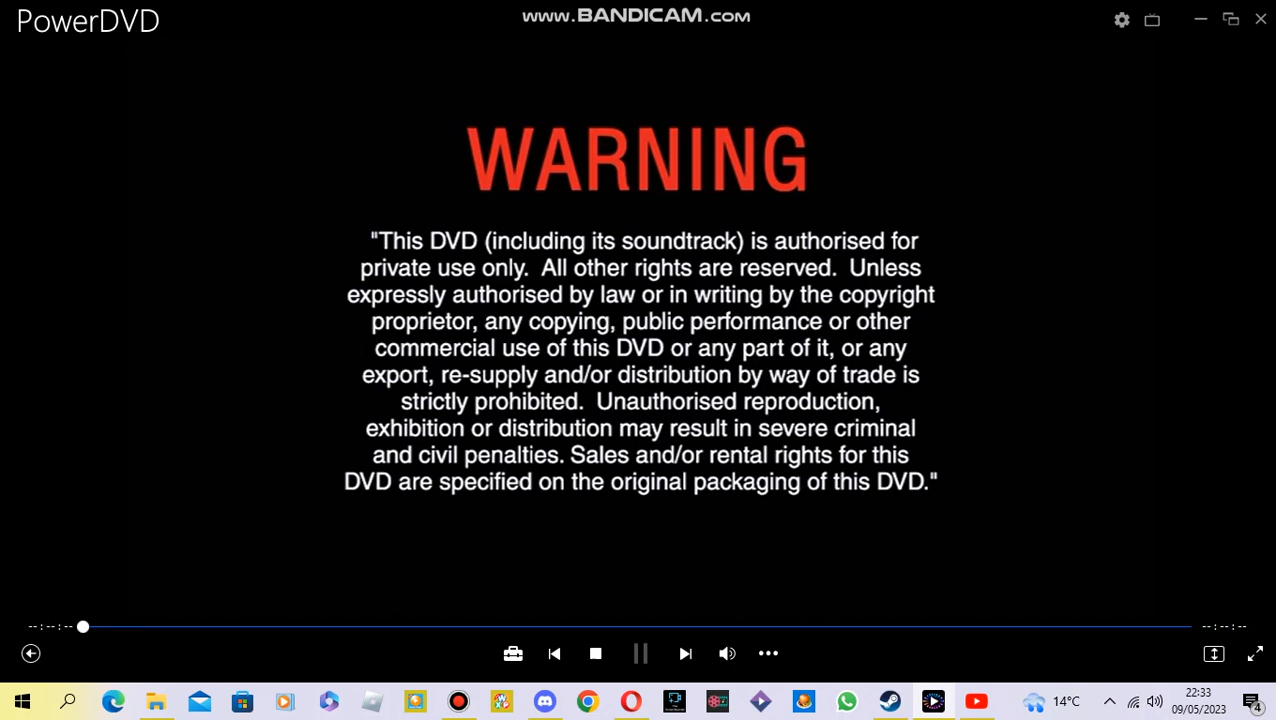 PowerDVD
www.BANDICAM.com
WARNING
"This DVD (including its soundtrack) is authorised for
private use only. All other rights are reserved. Unless
expressly authorised by law or in writing by the copyright
proprietor, any copying, public performance or other
commercial use of this DVD or any part of it, or any
export, re-supply and/or distribution by way of trade is
strictly prohibited. Unauthorised reproduction,
exhibition or distribution may result in severe criminal
and civil penalties. Sales and/or rental rights for this
DVD are specified on the original packaging of this DVD."
--:--:--
--:--:--
14°C
22:33
09/05/2023
4